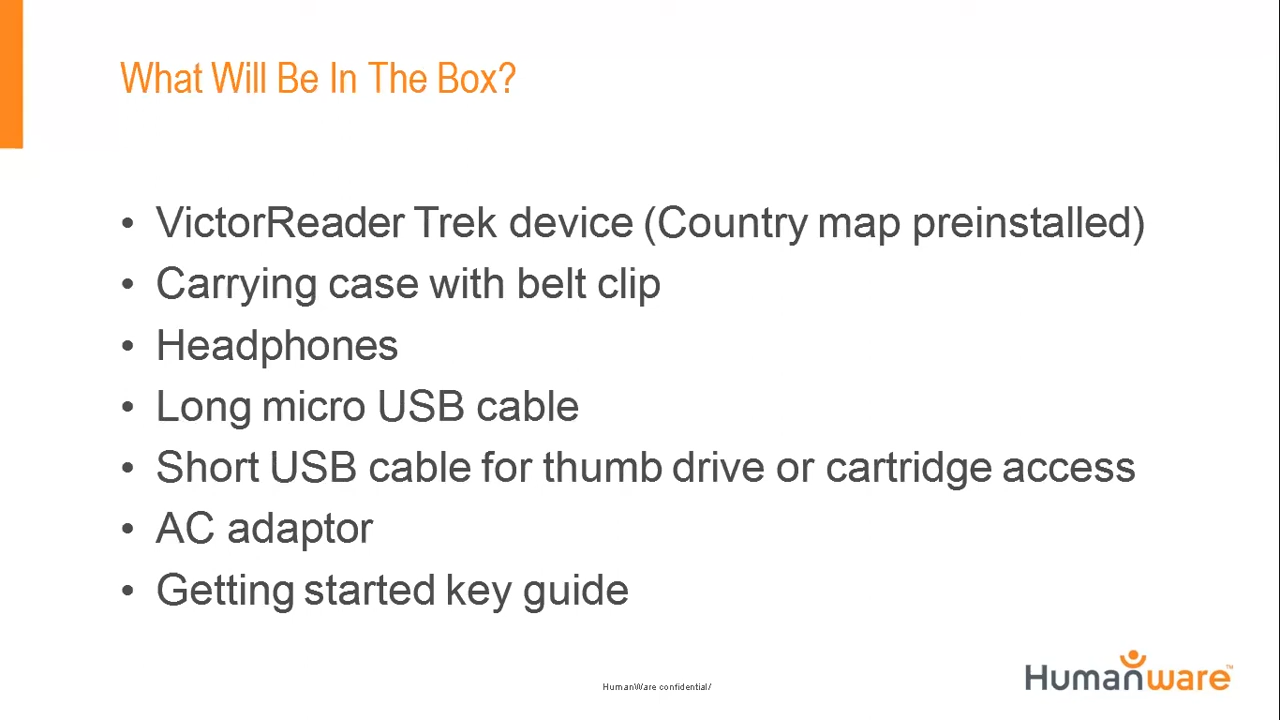 What Will Be In The Box?
• VictorReader Trek device (Country map preinstalled)
• Carrying case with belt clip
• Headphones
• Long micro USB cable
• Short USB cable for thumb drive or cartridge access
• AC adaptor
• Getting started key guide
HumanWare confidential/
Humanware™